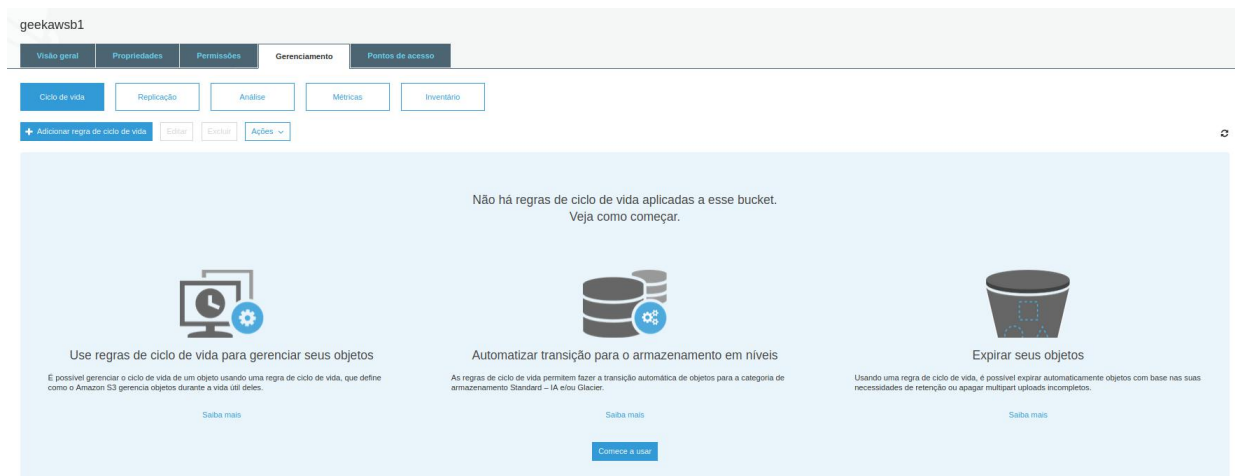 geekawsb1
Visão geral
Propriedades
Permissões
Gerenciamento
Pontos de acesso
Ciclo de vida
Replicação
Análise
Métricas
Inventário
Adicionar regra de ciclo de vida
Editar
Excluir
Ações
Não há regras de ciclo de vida aplicadas a esse bucket.
Veja como começar.
Use regras de ciclo de vida para gerenciar seus objetos
É possível gerenciar o ciclo de vida de um objeto usando uma regra de ciclo de vida, que define
como o Amazon S3 gerencia objetos durante a vida útil deles.
Saiba mais
Automatizar transição para o armazenamento em níveis
As regras de ciclo de vida permitem fazer a transição automática de objetos para a categoria de
armazenamento Standard – IA e/ou Glacier.
Saiba mais
Expirar seus objetos
Usando uma regra de ciclo de vida, é possível expirar automaticamente objetos com base nas suas
necessidades de retenção ou apagar multipart uploads incompletos.
Saiba mais
Comece a usar